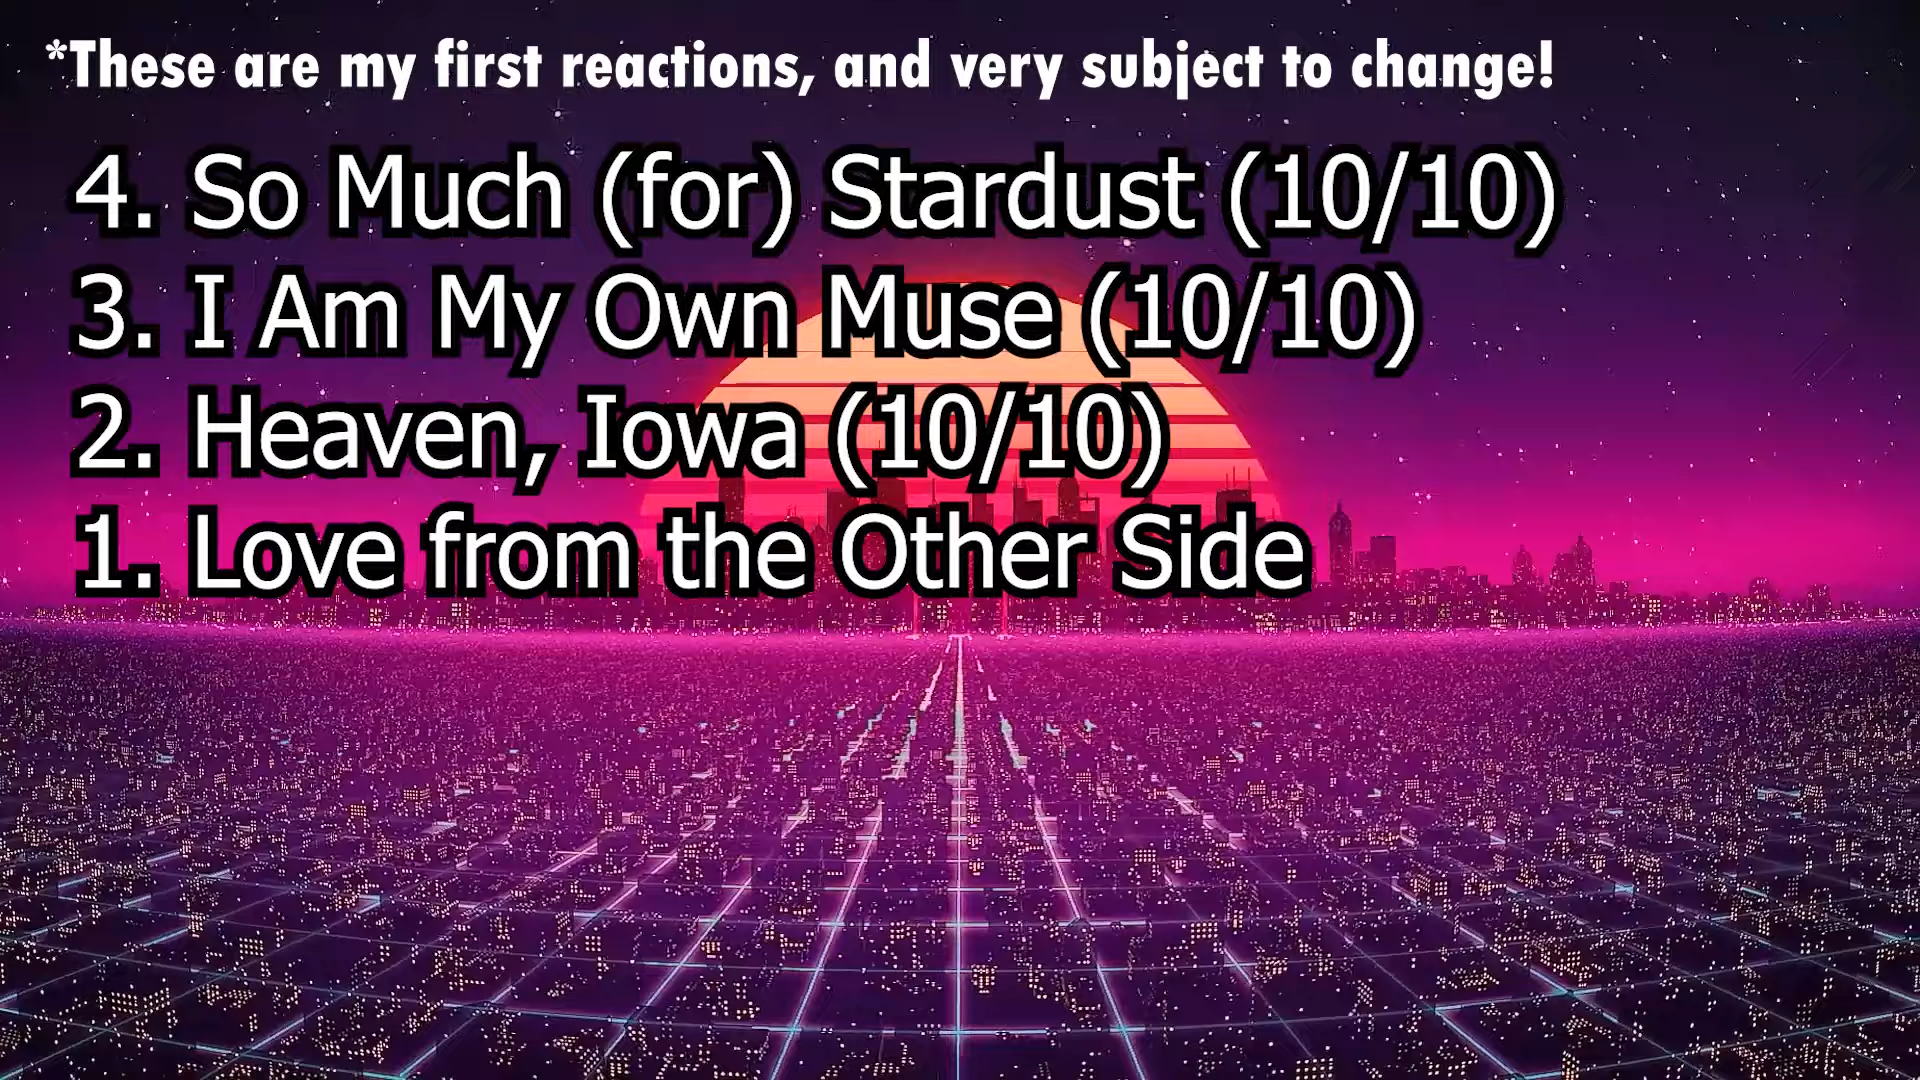 *These are my first reactions, and very subject to change!
4. So Much (for) Stardust (10/10)
3. I Am My Own Muse (10/10)
2. Heaven, Iowa (10/10)
1. Love from the Other Side